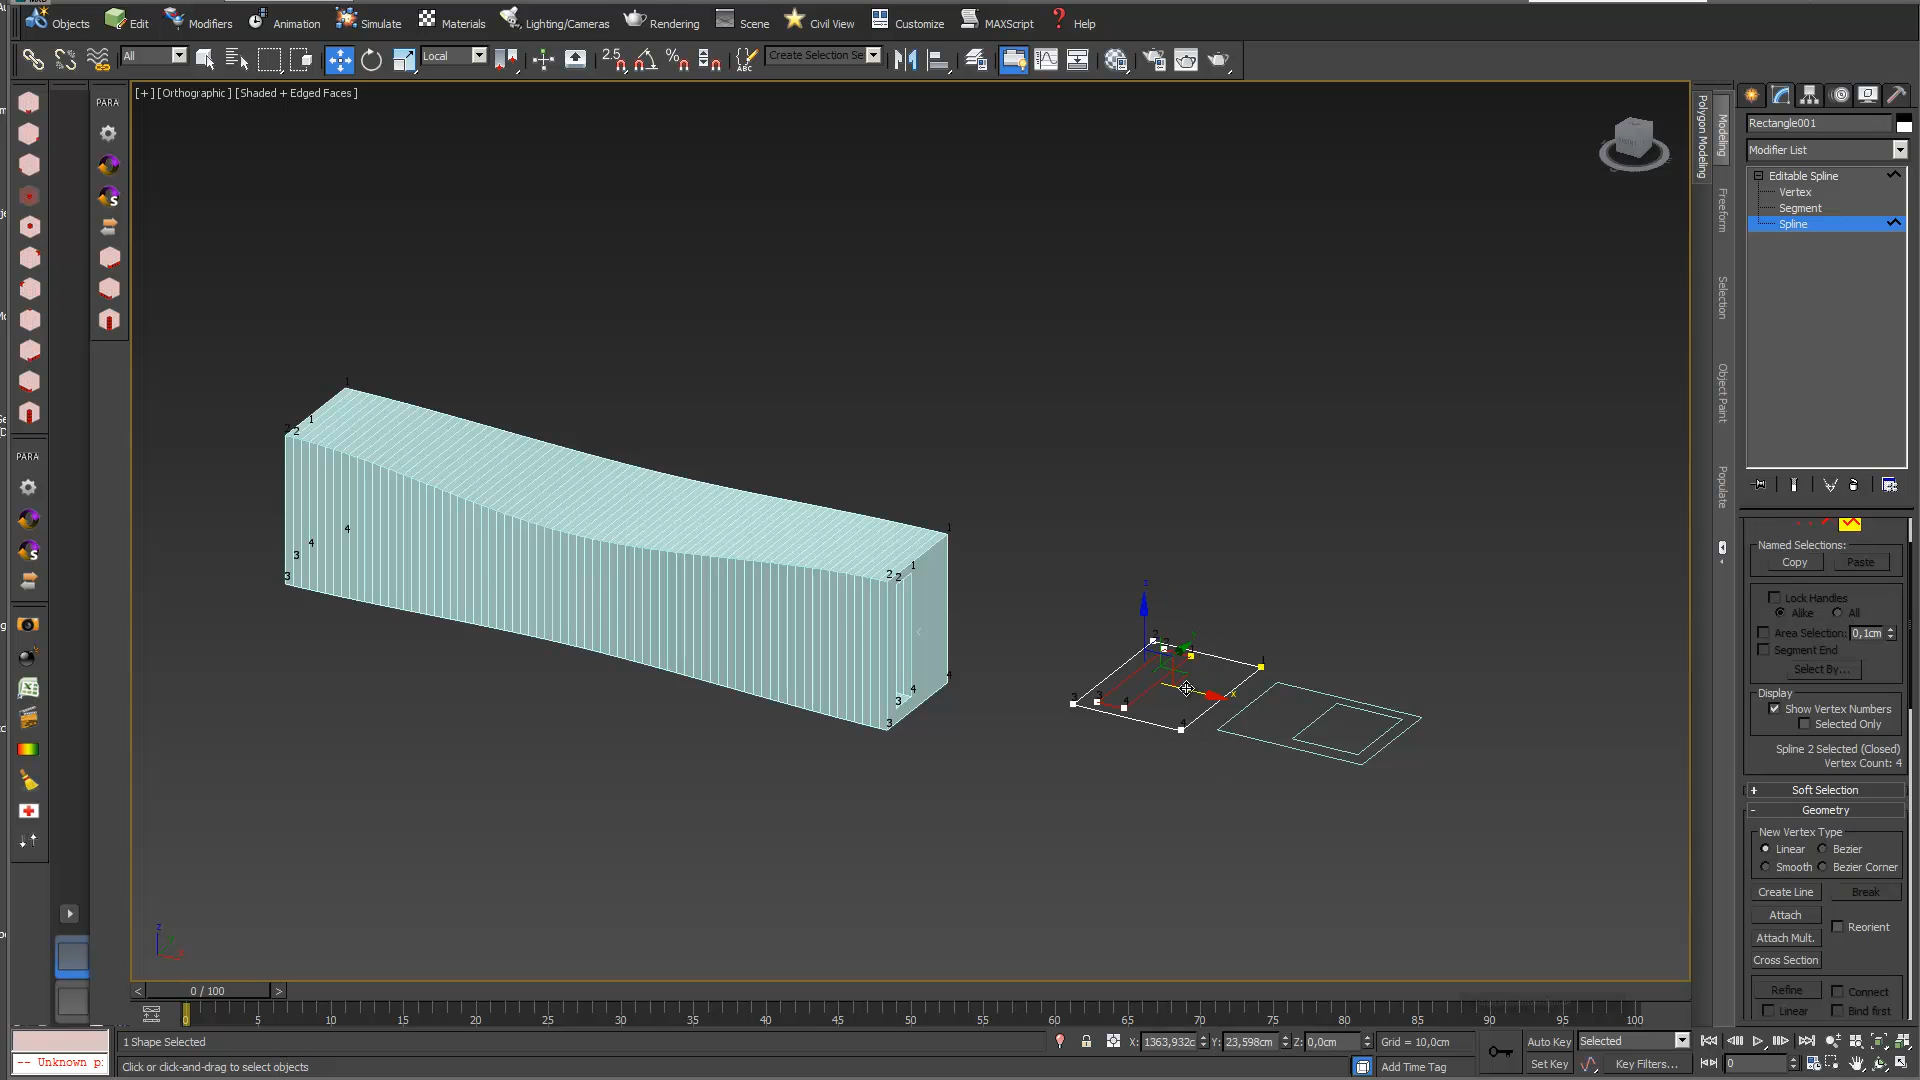 Objects Edit Modifiers Animation Simulate Materials Lighting/Cameras Rendering Scene Civil View Customize MAXScript Help
All Local 2.5 Create Selection Se
[+] [Orthographic] [Shaded + Edged Faces]
PARA
PARA
Modeling
Polygon Modeling
Freeform
Selection
Object Paint
Populate
Rectangle001
Modifier List
Editable Spline
Vertex
Segment
Spline
Named Selections:
Copy Paste
Lock Handles
Alike All
Area Selection: 0,1cm
Segment End
Select By...
Display
Show Vertex Numbers
Selected Only
Spline 2 Selected (Closed)
Vertex Count: 4
+ Soft Selection
- Geometry
New Vertex Type
Linear Bezier
Smooth Bezier Corner
Create Line Break
Attach
Reorient
Attach Mult.
Cross Section
Refine Connect
Linear Bind first
< 0 / 100 >
0 5 10 15 20 25 30 35 40 45 50 55 60 65 70 75 80 85 90 95 100
1 Shape Selected X: 1363,932c Y: 23,598cm Z: 0,0cm Grid = 10,0cm Auto Key Selected
-- Unknown p: Click or click-and-drag to select objects Add Time Tag Set Key Key Filters... 0